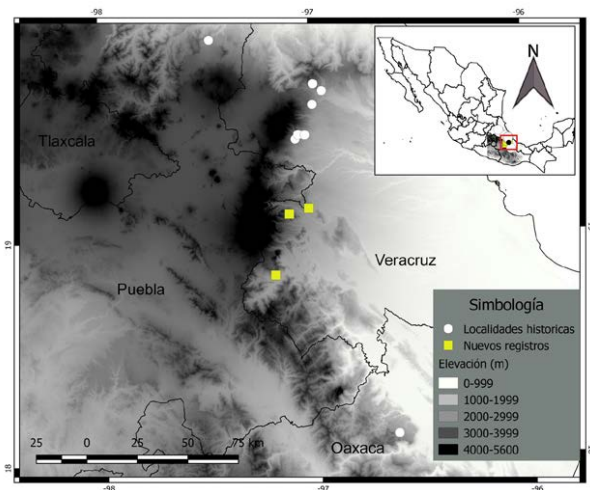 -98
-97
-96
N
Tlaxcala
19
Veracruz
Puebla
Simbología
Localidades historicas
Nuevos registros
Elevación (m)
0-999
1000-1999
2000-2999
3000-3999
4000-5600
25 0 25 50 75 km
Oaxaca
18
-98
-97
-96